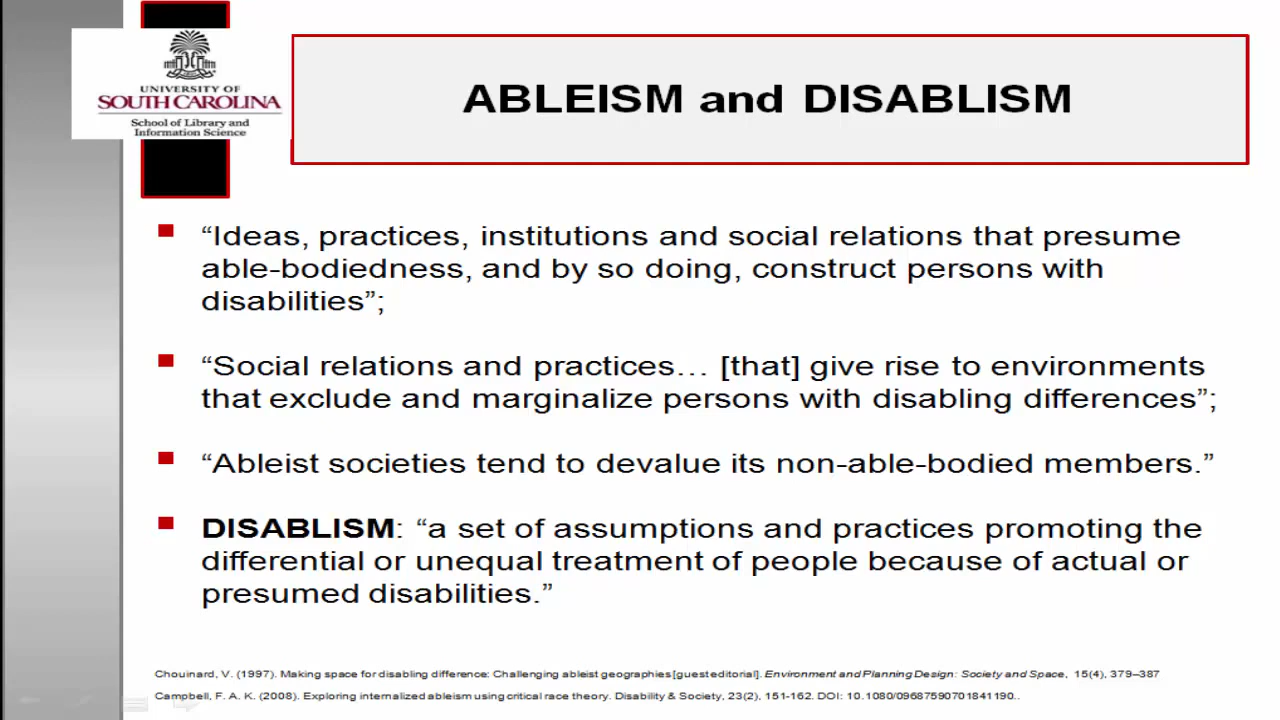 UNIVERSITY OF
SOUTH CAROLINA
School of Library and
Information Science
ABLEISM and DISABLISM
“Ideas, practices, institutions and social relations that presume
able-bodiedness, and by so doing, construct persons with
disabilities”;
“Social relations and practices… [that] give rise to environments
that exclude and marginalize persons with disabling differences”;
“Ableist societies tend to devalue its non-able-bodied members.”
DISABLISM: “a set of assumptions and practices promoting the
differential or unequal treatment of people because of actual or
presumed disabilities.”
Chouinard, V. (1997). Making space for disabling difference: Challenging ableist geographies [guest editorial]. Environment and Planning Design: Society and Space, 15(4), 379–387
Campbell, F. A. K. (2008). Exploring internalized ableism using critical race theory. Disability & Society, 23(2), 151-162. DOI: 10.1080/09687590701841190..